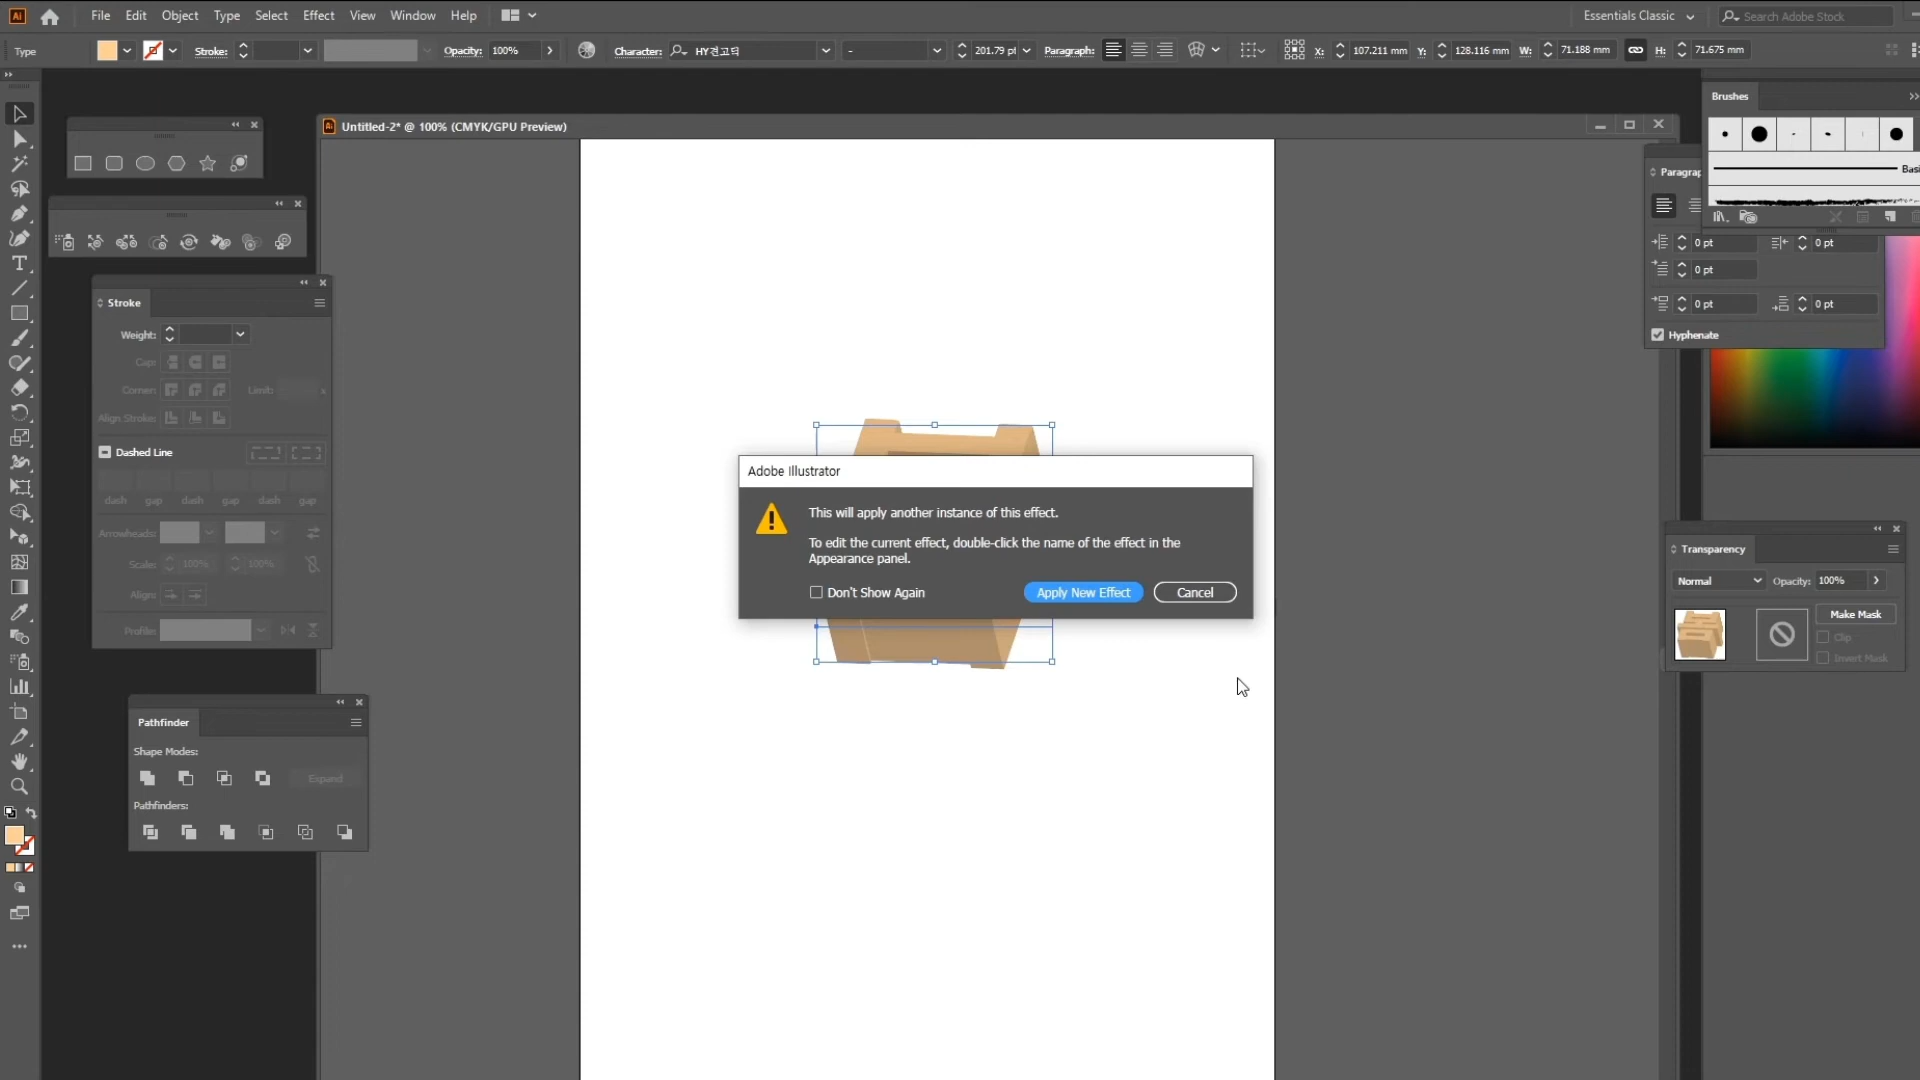 Ai File Edit Object Type Select Effect View Window Help Essentials Classic Search Adobe Stock
Type Stroke: Opacity: 100% Character: HY견고딕 - 201.79 pt Paragraph: X: 107.211 mm Y: 128.116 mm W: 71.188 mm H: 71.675 mm
Untitled-2* @ 100% (CMYK/GPU Preview)
Brushes
Basi
Paragrap
0 pt 0 pt
0 pt
0 pt 0 pt
Hyphenate
Stroke
Weight:
Cap:
Corner: Limit: x
Align Stroke:
Dashed Line
dash gap dash gap dash gap
Arrowheads:
Scale: 100% 100%
Align:
Profile:
Pathfinder
Shape Modes:
Expand
Pathfinders:
Adobe Illustrator
This will apply another instance of this effect.
To edit the current effect, double-click the name of the effect in the
Appearance panel.
Don't Show Again Apply New Effect Cancel
Transparency
Normal Opacity: 100%
Make Mask
Clip
Invert Mask